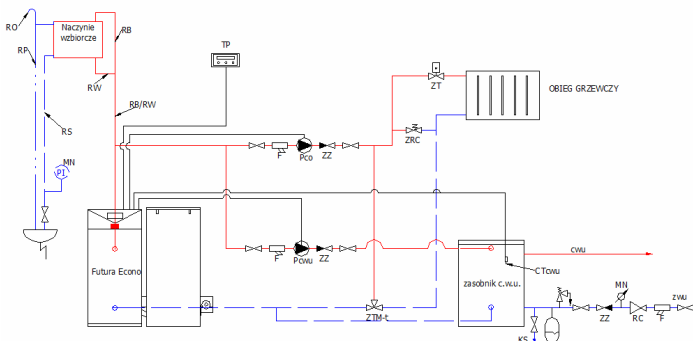 RO
Naczynie
wzbiorcze
RB
RP
TP
RW
ZT
OBIEG GRZEWCZY
RB/RW
RS
ZRC
MN
PI
F
Pco
ZZ
F
Pcwu
ZZ
cwu
Futura Econo
zasobnik c.w.u.
CTcwu
MN
zwu
ZTM-t
ZZ
RC
F
KS